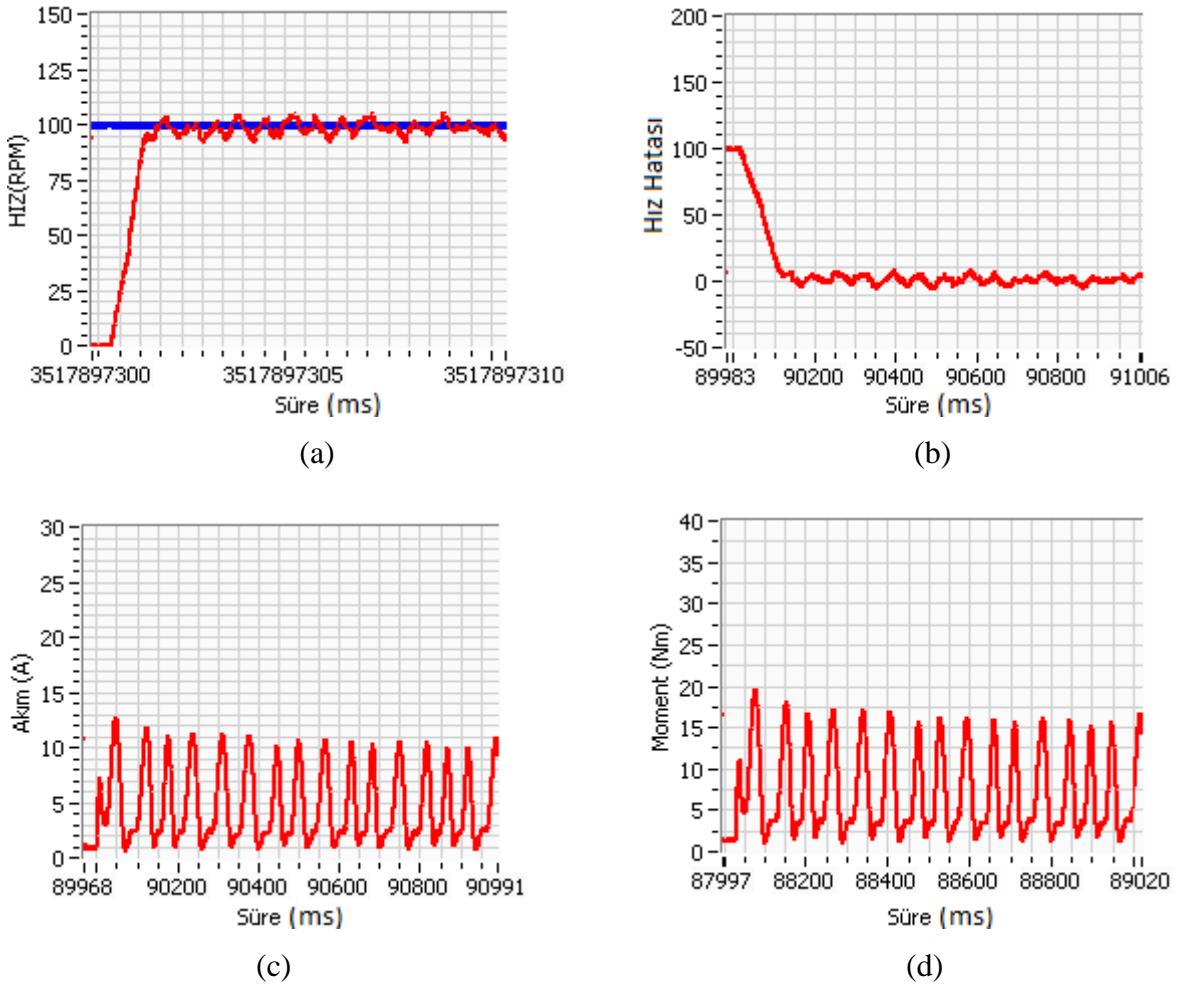 150
125
100
75
50
25
0
HIZ(RPM)
3517897300 3517897305 3517897310
Süre (ms)
(a)
200
150
100
50
0
-50
Hız Hatası
89983 90200 90400 90600 90800 91006
Süre (ms)
(b)
30
25
20
15
10
5
0
Akım (A)
89968 90200 90400 90600 90800 90991
Süre (ms)
(c)
40
35
30
25
20
15
10
5
0
Moment (Nm)
87997 88200 88400 88600 88800 89020
Süre (ms)
(d)